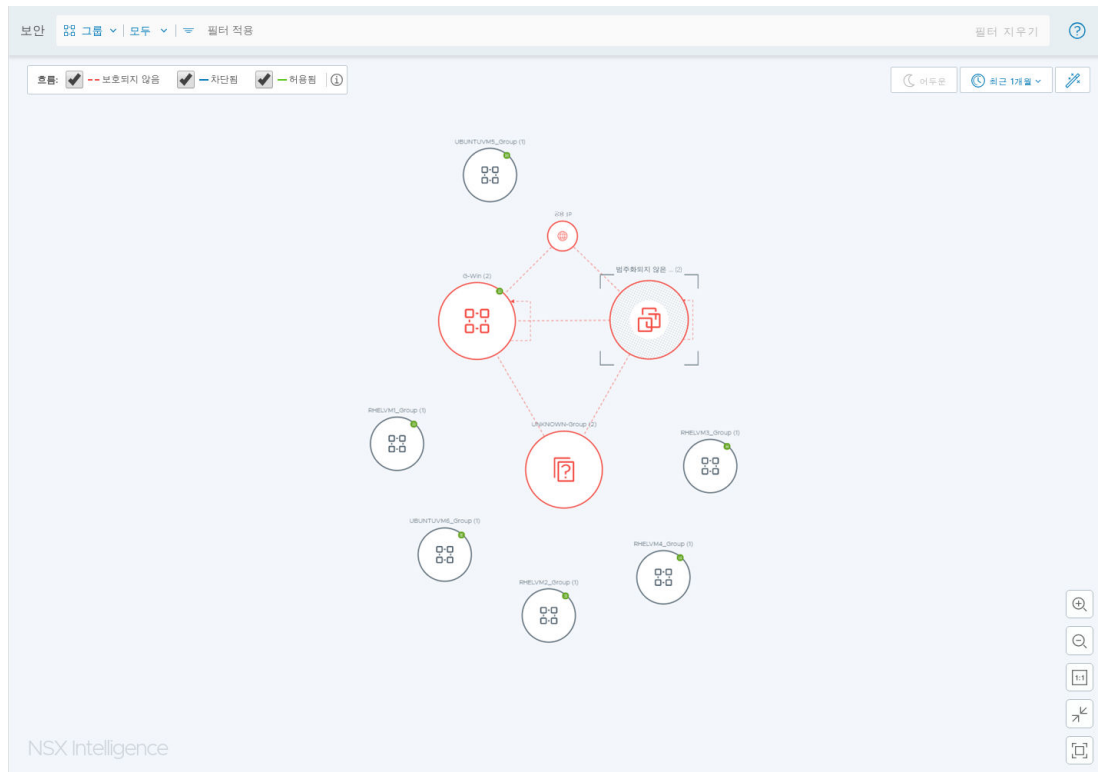 보안 그룹 모두 필터 적용 필터 지우기
흐름: 보호되지 않음 차단됨 허용됨 어두운 최근 1개월
UBUNTUVM5_Group (1)
공용 IP
범주화되지 않은 ... (2)
G-Win (2)
RHELVM1_Group (1)
UNKNOWN-Group (2)
RHELVM3_Group (1)
UBUNTUVM6_Group (1)
RHELVM4_Group (1)
RHELVM2_Group (1)
1:1
NSX Intelligence